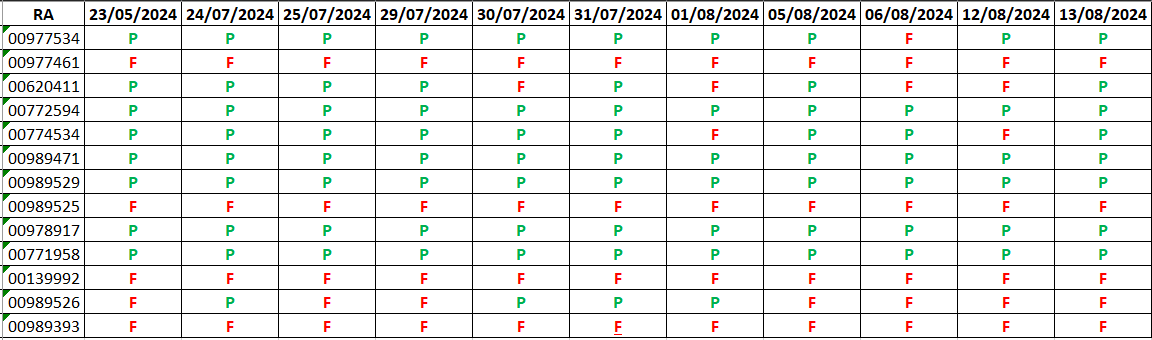 RA 23/05/2024 24/07/2024 25/07/2024 29/07/2024 30/07/2024 31/07/2024 01/08/2024 05/08/2024 06/08/2024 12/08/2024 13/08/2024
00977534 P P P P P P P P F P P
00977461 F F F F F F F F F F F
00620411 P P P P F P F P F F P
00772594 P P P P P P P P P P P
00774534 P P P P P P F P P F P
00989471 P P P P P P P P P P P
00989529 P P P P P P P P P P P
00989525 F F F F F F F F F F F
00978917 P P P P P P P P P P P
00771958 P P P P P P P P P P P
00139992 F F F F F F F F F F F
00989526 F P F F P P P F F F F
00989393 F F F F F F F F F F F